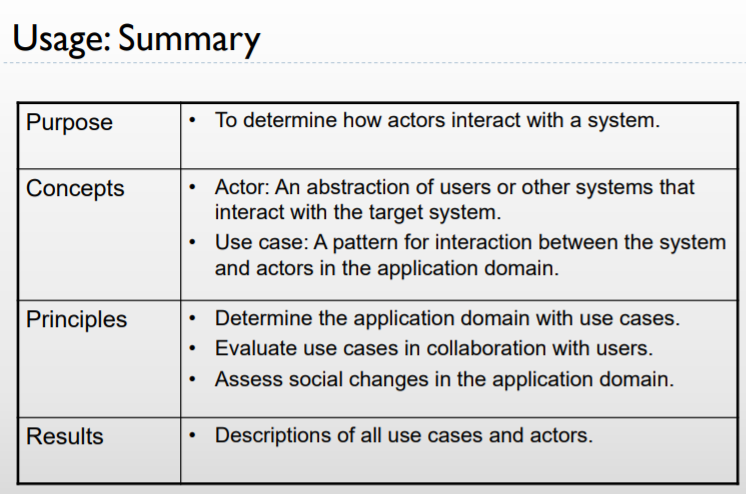 Usage: Summary
Purpose
• To determine how actors interact with a system.
Concepts
• Actor: An abstraction of users or other systems that
interact with the target system.
• Use case: A pattern for interaction between the system
and actors in the application domain.
Principles
• Determine the application domain with use cases.
• Evaluate use cases in collaboration with users.
• Assess social changes in the application domain.
Results
• Descriptions of all use cases and actors.